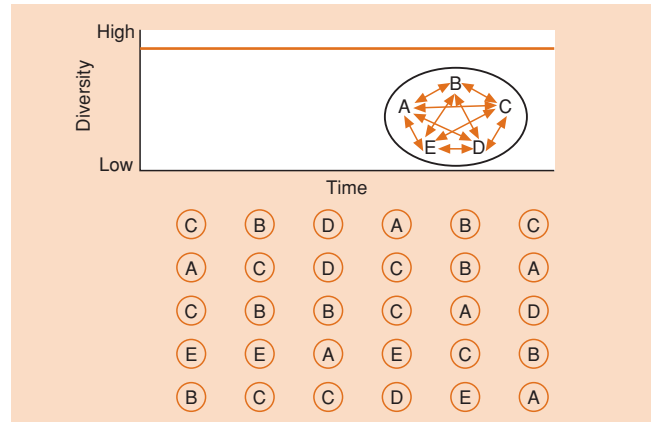 High
Diversity
B
A C
E D
Low
Time
C B D A B C
A C D C B A
C B B C A D
E E A E C B
B C C D E A